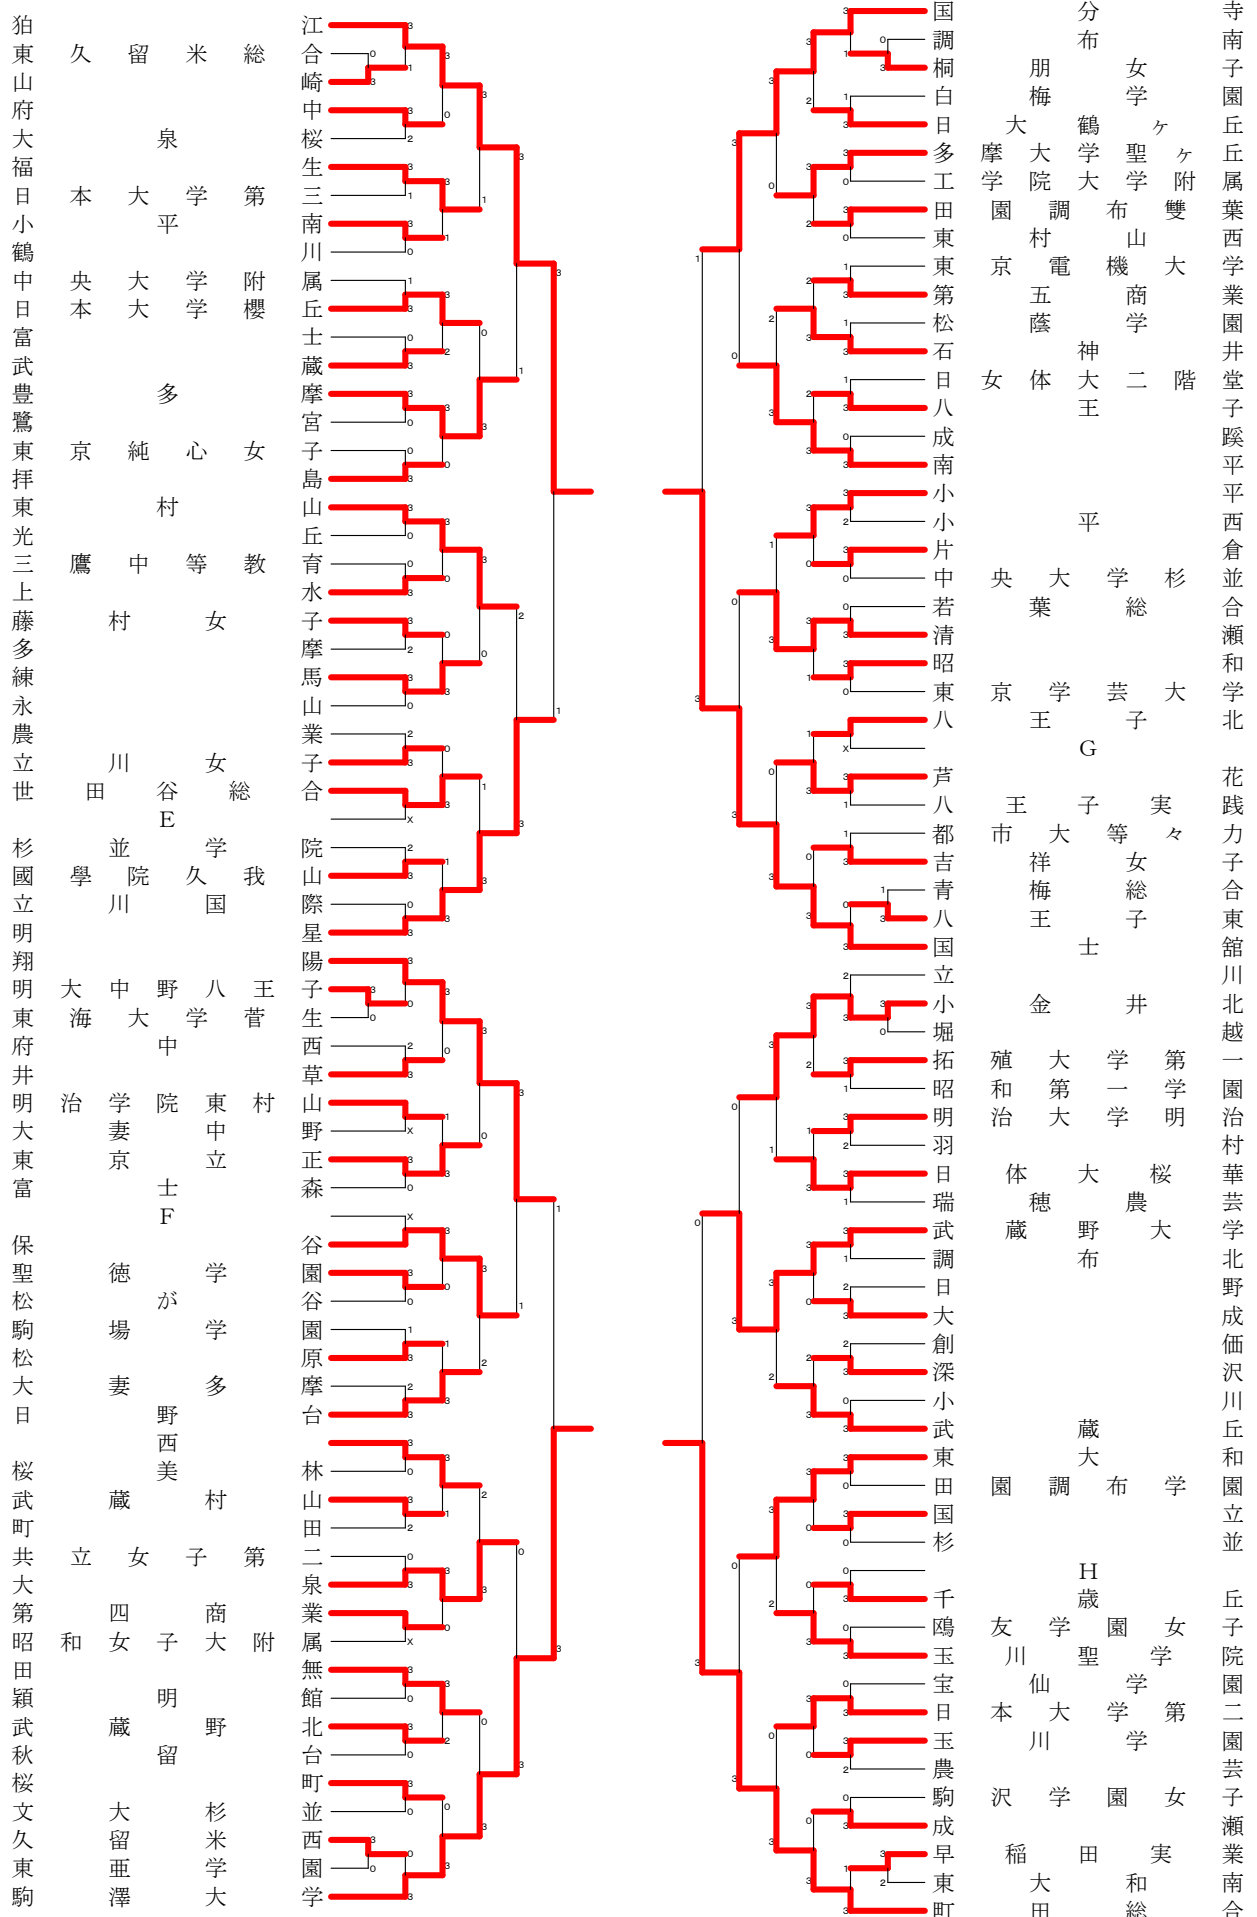 狛江
東久留米総合
山崎
府中
大泉桜
福生
日本大学第三
小平南
鶴川
中央大学附属
日本大学櫻丘
富士
武蔵
豊多摩
鷺宮
東京純心女子
拝島
東村山
光丘
三鷹中等教育
上水
藤村女子
多摩
練馬
永山
農業
立川女子
世田谷総合
E
杉並学院
國學院久我山
立川国際
明星
翔陽
明大中野八王子
東海大学菅生
府中西
井草
明治学院東村山
大妻中野
東京立正
富士森
F
保谷
聖徳学園
松が谷
駒場学園
松原
大妻多摩
日野台
西
桜美林
武蔵村山
町田
共立女子第二
大泉
第四商業
昭和女子大附属
田無
穎明館
武蔵野北
秋留台
桜町
文大杉並
久留米西
東亜学園
駒澤大学
国分寺
調布南
桐朋女子
白梅学園
日大鶴ヶ丘
多摩大学聖ヶ丘
工学院大学附属
田園調布雙葉
東村山西
東京電機大学
第五商業
松蔭学園
石神井
日女体大二階堂
八王子
成蹊
南平
小平
小平西
片倉
中央大学杉並
若葉総合
清瀬
昭和
東京学芸大学
八王子北
G
芦花
八王子実践
都市大等々力
吉祥女子
青梅総合
八王子東
国士舘
立川
小金井北
堀越
拓殖大学第一
昭和第一学園
明治大学明治
羽村
日体大桜華
瑞穂農芸
武蔵野大学
調布北
日野
大成
創価
深沢
小川
武蔵丘
東大和
田園調布学園
国立
杉並
H
千歳丘
鴎友学園女子
玉川聖学院
宝仙学園
日本大学第二
玉川学園
農芸
駒沢学園女子
成瀬
早稲田実業
東大和南
町田総合